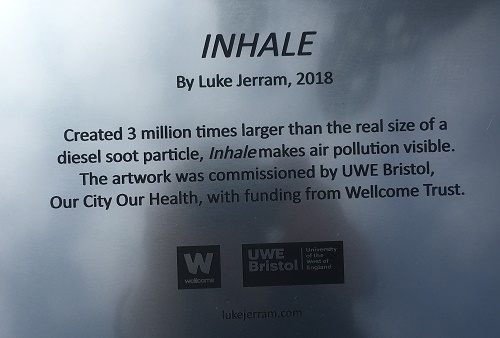 INHALE
By Luke Jerram, 2018
Created 3 million times larger than the real size of a
diesel soot particle, Inhale makes air pollution visible.
The artwork was commissioned by UWE Bristol,
Our City Our Health, with funding from Wellcome Trust.
W
wellcome
UWE
Bristol
University
of the
West of
England
lukejerram.com